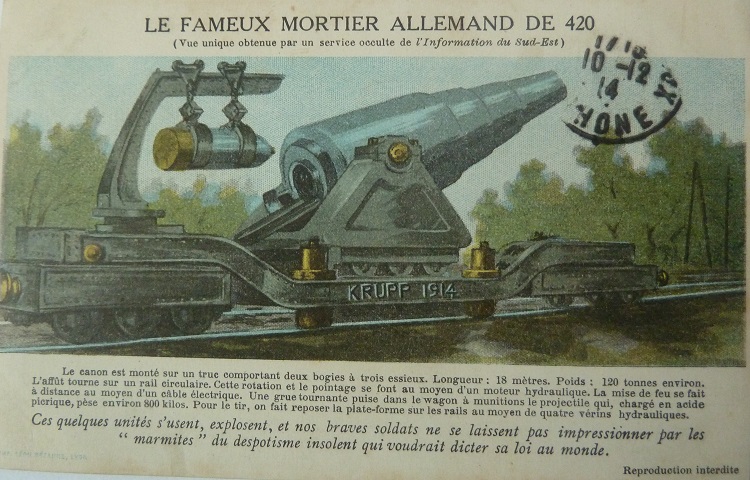 LE FAMEUX MORTIER ALLEMAND DE 420
(Vue unique obtenue par un service occulte de l'Information du Sud-Est)
10-12
14
HONE
KRUPP 1914
Le canon est monté sur un truc comportant deux bogies à trois essieux. Longueur : 18 mètres. Poids : 120 tonnes environ.
L'affût tourne sur un rail circulaire. Cette rotation et le pointage se font au moyen d'un moteur hydraulique. La mise de feu se fait
à distance au moyen d'un câble électrique. Une grue tournante puise dans le wagon à munitions le projectile qui, chargé en acide
picrique, pèse environ 800 kilos. Pour le tir, on fait reposer la plate-forme sur les rails au moyen de quatre vérins hydrauliques.
Ces quelques unités s'usent, explosent, et nos braves soldats ne se laissent pas impressionner par les
“ marmites ” du despotisme insolent qui voudrait dicter sa loi au monde.
Reproduction interdite